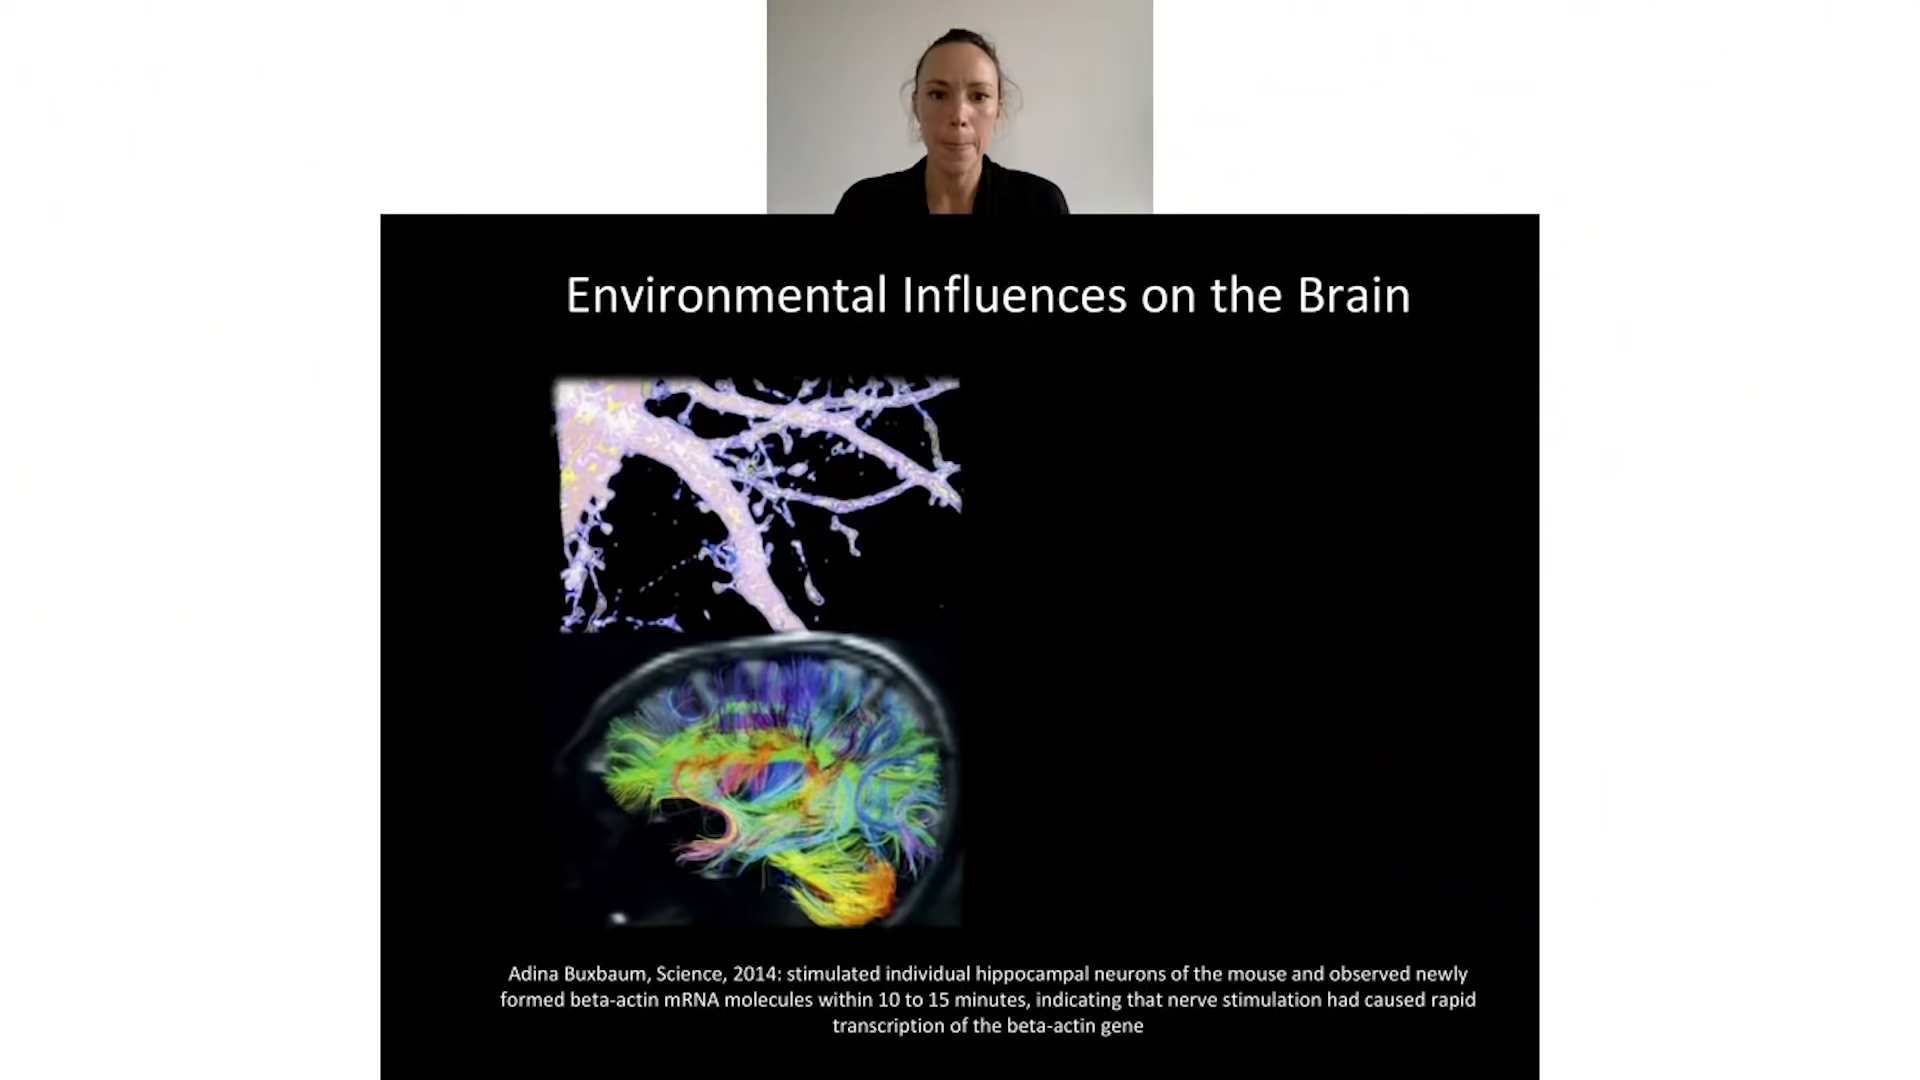 Environmental Influences on the Brain
Adina Buxbaum, Science, 2014: stimulated individual hippocampal neurons of the mouse and observed newly
formed beta-actin mRNA molecules within 10 to 15 minutes, indicating that nerve stimulation had caused rapid
transcription of the beta-actin gene